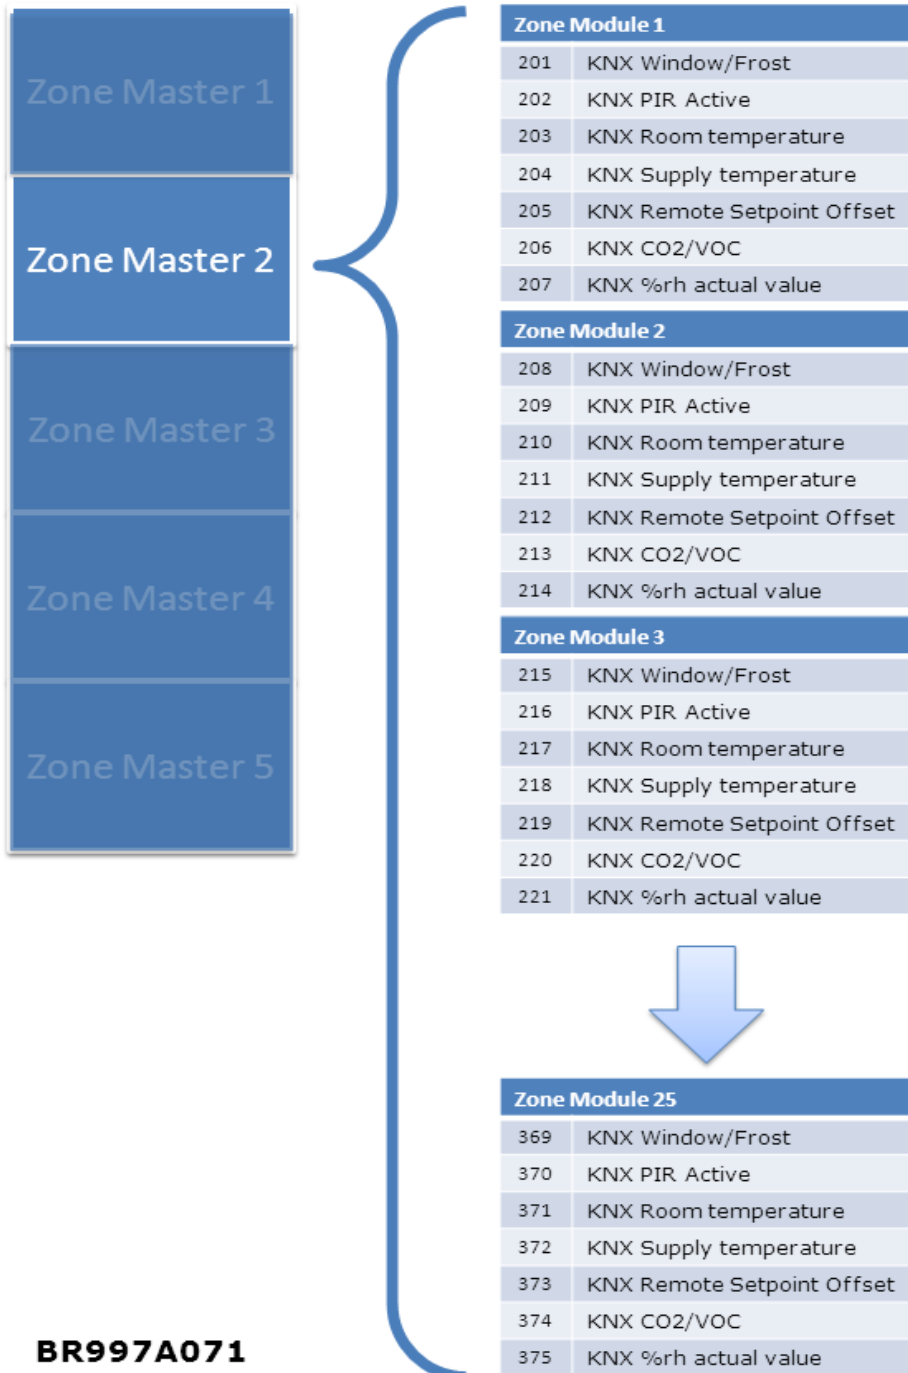 Zone Master 1
Zone Master 2
Zone Master 3
Zone Master 4
Zone Master 5
Zone Module 1
201 KNX Window/Frost
202 KNX PIR Active
203 KNX Room temperature
204 KNX Supply temperature
205 KNX Remote Setpoint Offset
206 KNX CO2/VOC
207 KNX %rh actual value
Zone Module 2
208 KNX Window/Frost
209 KNX PIR Active
210 KNX Room temperature
211 KNX Supply temperature
212 KNX Remote Setpoint Offset
213 KNX CO2/VOC
214 KNX %rh actual value
Zone Module 3
215 KNX Window/Frost
216 KNX PIR Active
217 KNX Room temperature
218 KNX Supply temperature
219 KNX Remote Setpoint Offset
220 KNX CO2/VOC
221 KNX %rh actual value
Zone Module 25
369 KNX Window/Frost
370 KNX PIR Active
371 KNX Room temperature
372 KNX Supply temperature
373 KNX Remote Setpoint Offset
374 KNX CO2/VOC
375 KNX %rh actual value
BR997A071